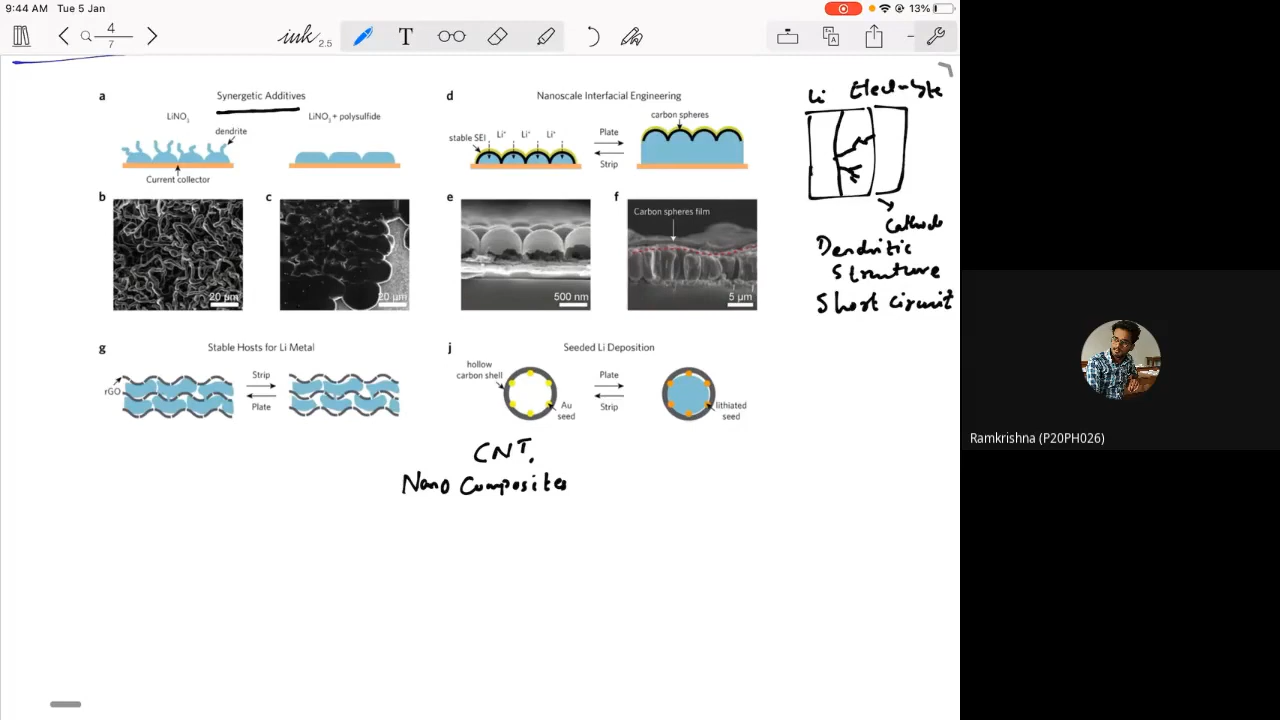 9:44 AM Tue 5 Jan
13%
4
7
ink 2.5
T
a
Synergetic Additives
LiNO3
LiNO3 + polysulfide
dendrite
Current collector
d
Nanoscale Interfacial Engineering
carbon spheres
stable SEI
Li+ Li+ Li+
Plate
Strip
Li
Electrolyte
Cathode
b
20 μm
c
20 μm
e
500 nm
f
Carbon spheres film
5 μm
Dendritic
Structure
Short Circuit
g
Stable Hosts for Li Metal
rGO
Strip
Plate
j
Seeded Li Deposition
hollow
carbon shell
Au
seed
Plate
Strip
lithiated
seed
CNT,
Nano Composites
Ramkrishna (P20PH026)